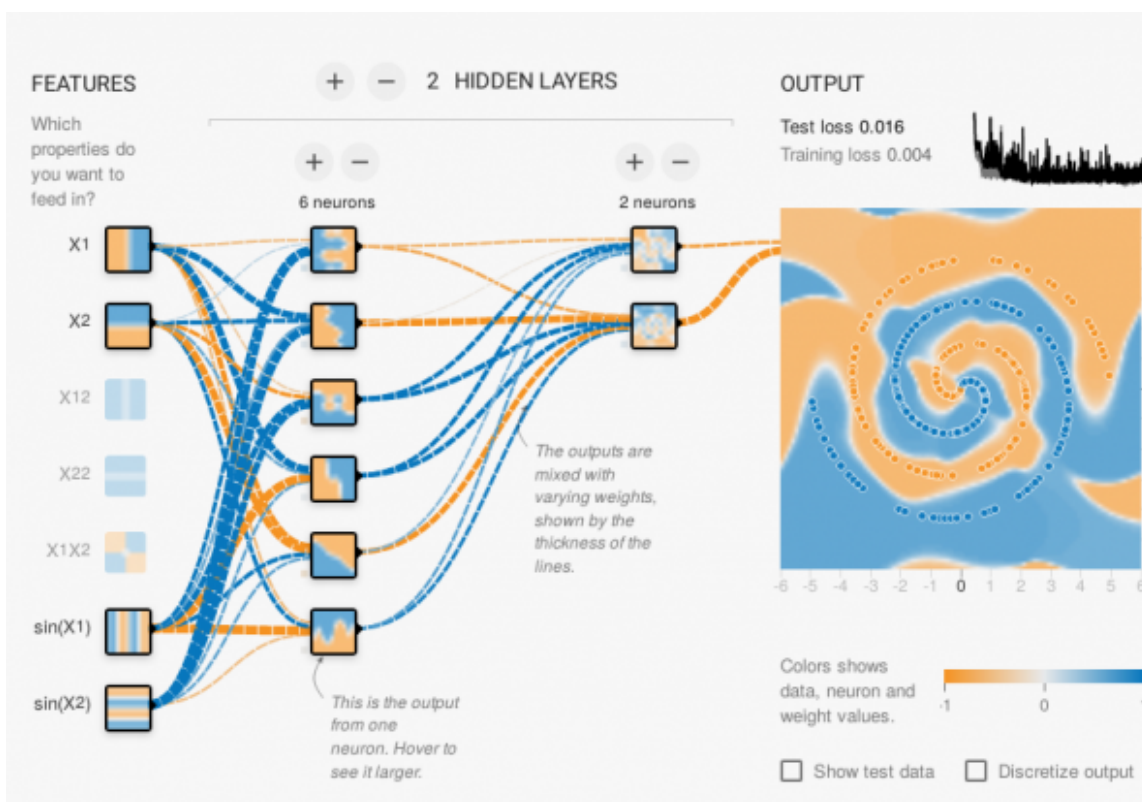 FEATURES
Which
properties do
you want to
feed in?
+ − 2 HIDDEN LAYERS
+ −
6 neurons
+ −
2 neurons
X1
X2
X12
X22
X1X2
sin(X1)
sin(X2)
The outputs are
mixed with
varying weights,
shown by the
thickness of the
lines.
This is the output
from one
neuron. Hover to
see it larger.
OUTPUT
Test loss 0.016
Training loss 0.004
-6 -5 -4 -3 -2 -1 0 1 2 3 4 5 6
Colors shows
data, neuron and
weight values.
-1 0
Show test data
Discretize output